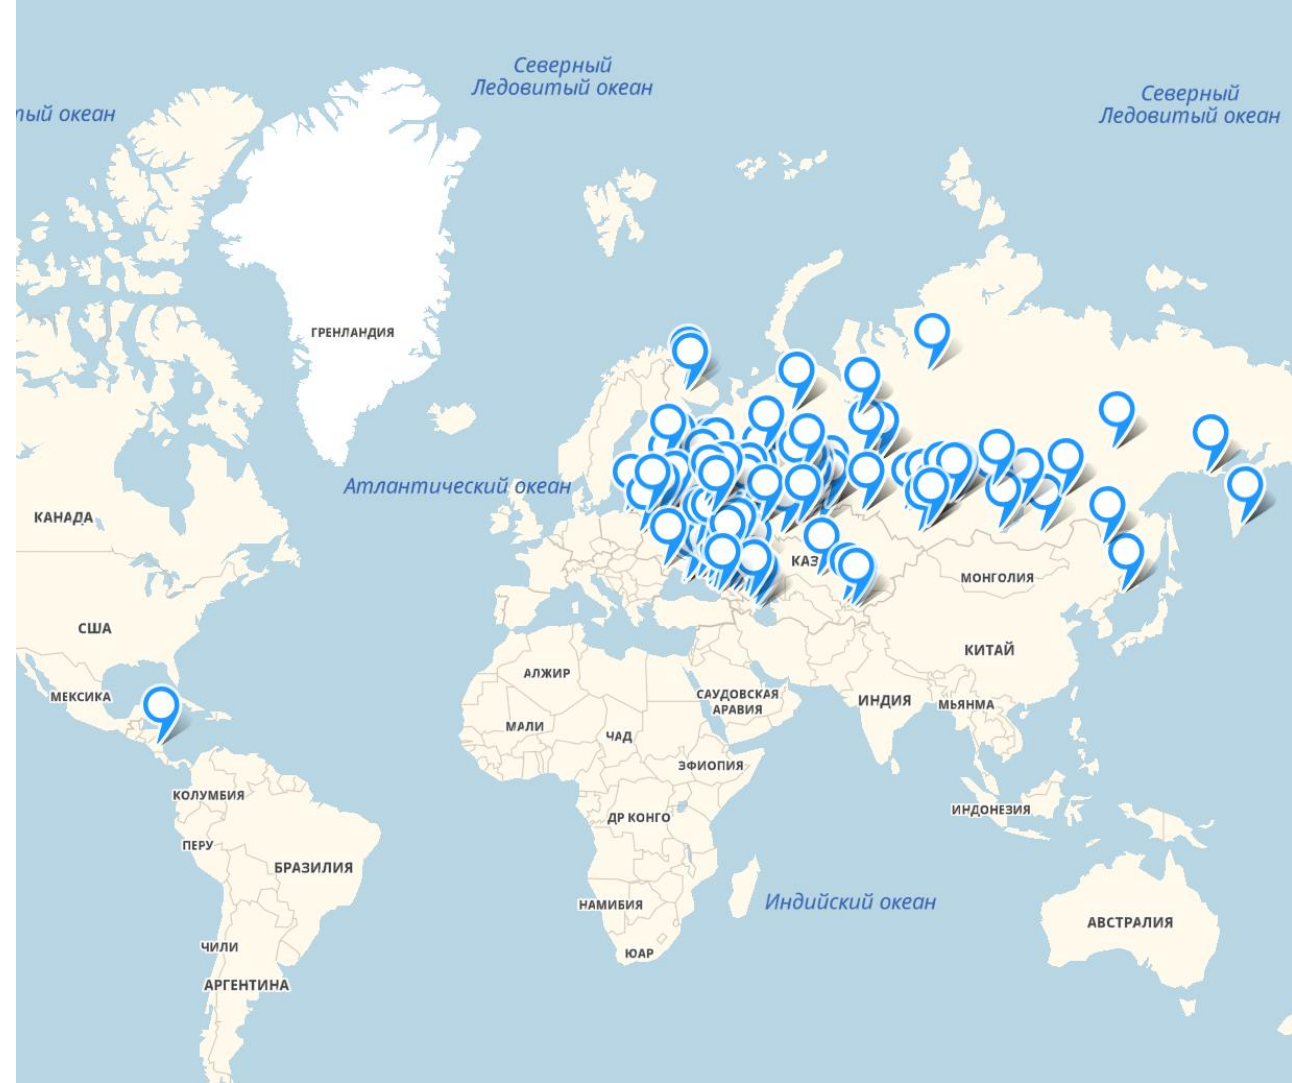 Северный
Ледовитый океан
Северный
Ледовитый океан
тый океан
ГРЕНЛАНДИЯ
Атлантический океан
КАНАДА
КАЗ
МОНГОЛИЯ
США
КИТАЙ
АЛЖИР
МЕКСИКА
САУДОВСКАЯ
АРАВИЯ
ИНДИЯ
МЬЯНМА
МАЛИ
ЧАД
ЭФИОПИЯ
КОЛУМБИЯ
ИНДОНЕЗИЯ
ДР КОНГО
ПЕРУ
БРАЗИЛИЯ
НАМИБИЯ
Индийский океан
АВСТРАЛИЯ
ЧИЛИ
ЮАР
АРГЕНТИНА